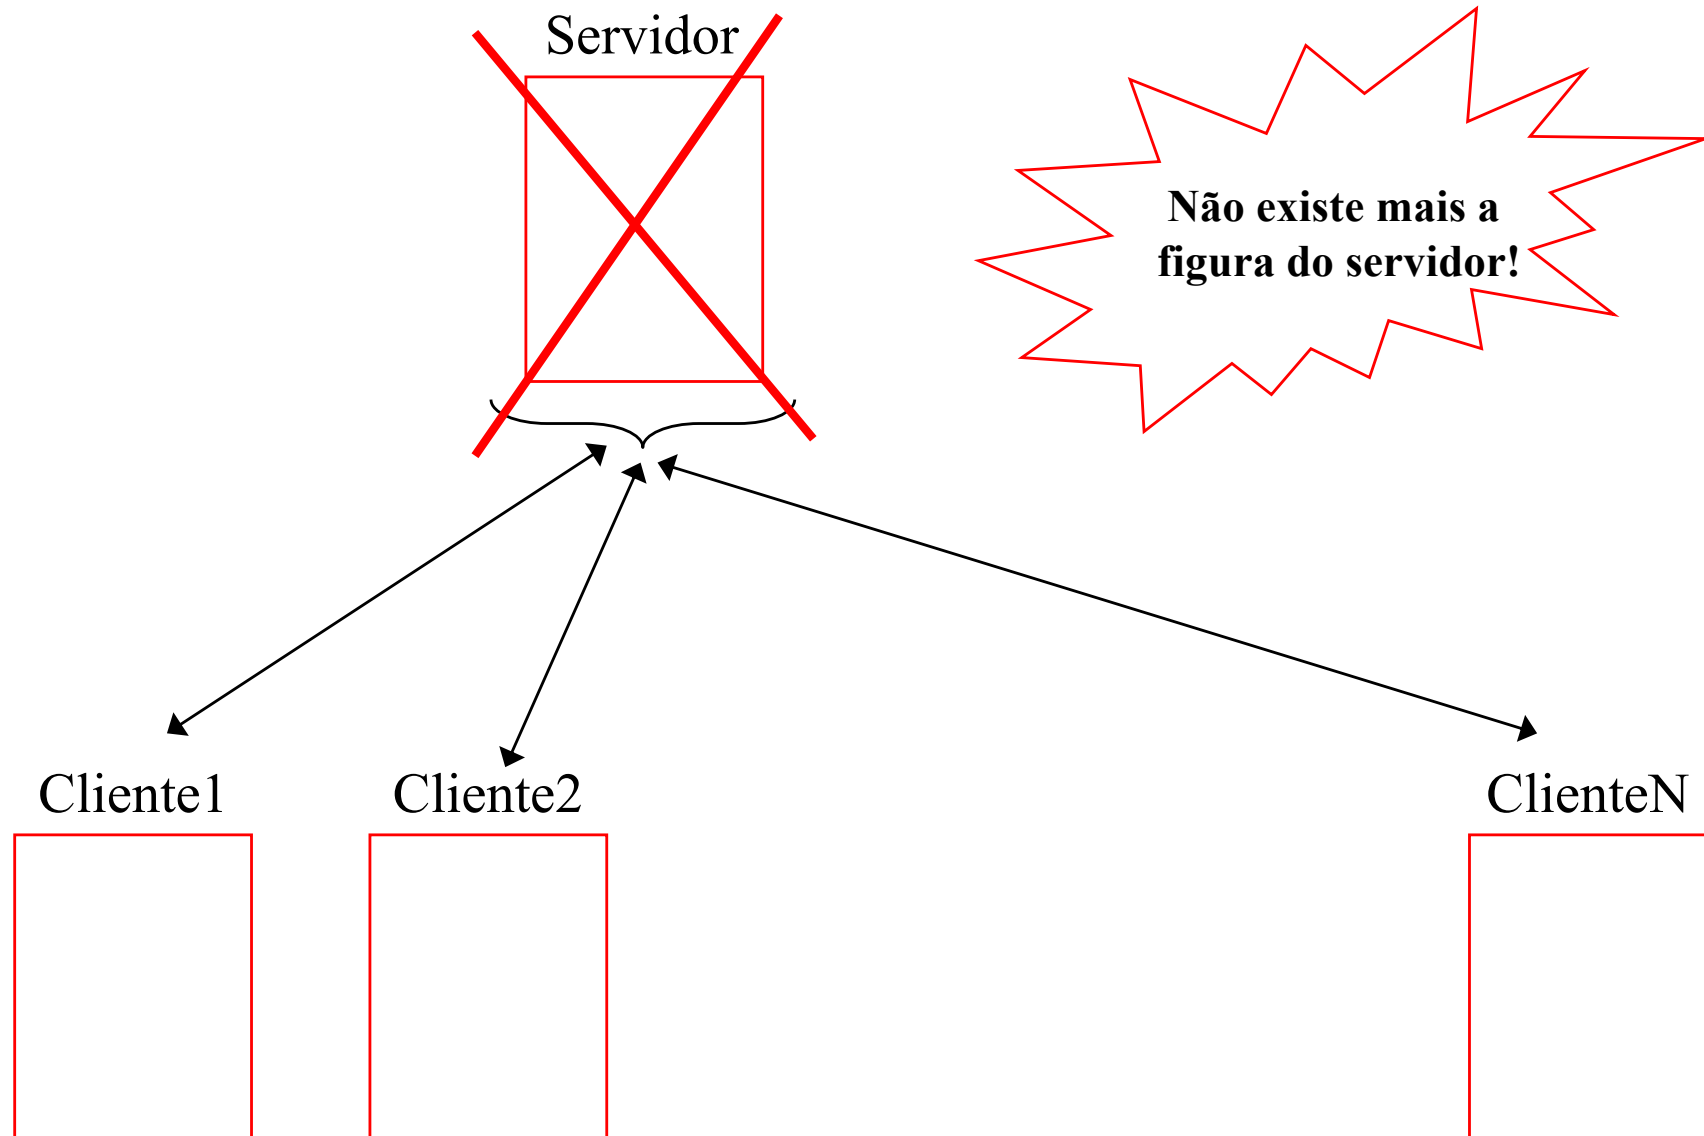 Servidor
Não existe mais a
figura do servidor!
Cliente1
Cliente2
ClienteN